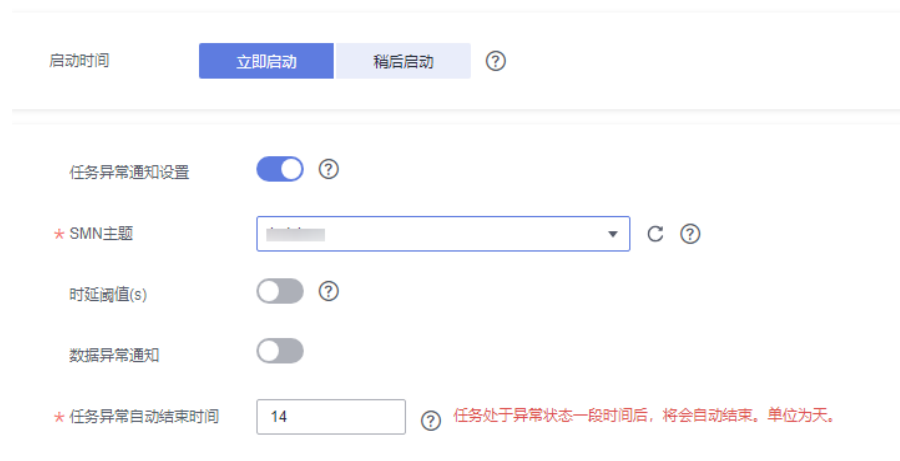 启动时间 立即启动 稍后启动
任务异常通知设置
* SMN主题
时延阈值(s)
数据异常通知
* 任务异常自动结束时间 14 任务处于异常状态一段时间后，将会自动结束。单位为天。